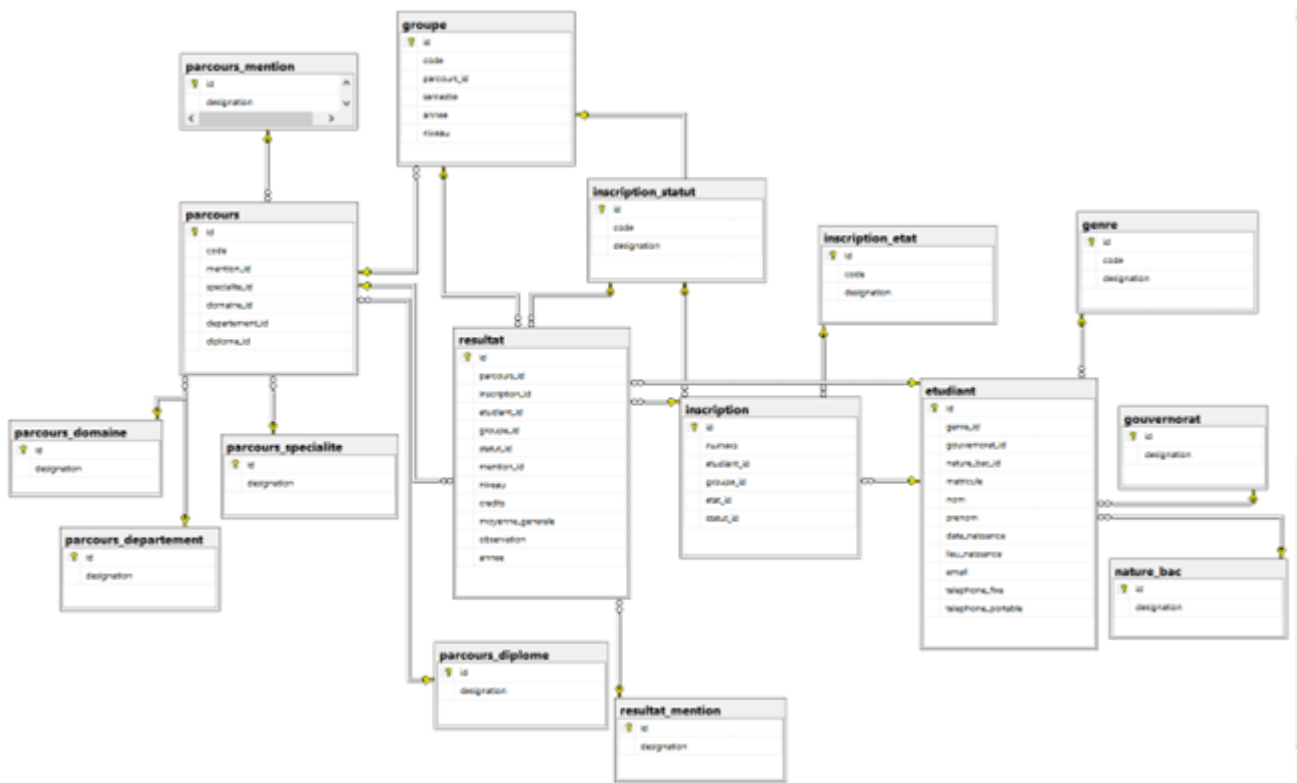 groupe
id
code
parcours_id
semestre
annee
niveau
parcours_mention
id
designation
inscription_statut
id
code
designation
parcours
id
code
mention_id
specialite_id
domaine_id
departement_id
diplome_id
inscription_etat
id
code
designation
genre
id
code
designation
resultat
id
parcours_id
inscription_id
etudiant_id
groupe_id
statut_id
mention_id
niveau
credits
moyenne_generale
observation
annee
inscription
id
numero
etudiant_id
groupe_id
etat_id
statut_id
etudiant
id
genre_id
gouvernorat_id
nature_bac_id
matricule
nom
prenom
date_naissance
lieu_naissance
email
telephone_fixe
telephone_portable
gouvernorat
id
designation
parcours_domaine
id
designation
parcours_specialite
id
designation
parcours_departement
id
designation
nature_bac
id
designation
parcours_diplome
id
designation
resultat_mention
id
designation